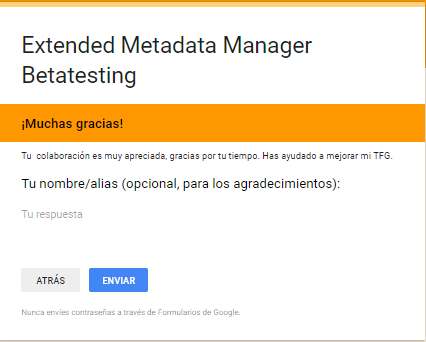 Extended Metadata Manager
Betatesting
¡Muchas gracias!
Tu colaboración es muy apreciada, gracias por tu tiempo. Has ayudado a mejorar mi TFG.
Tu nombre/alias (opcional, para los agradecimientos):
Tu respuesta
ATRÁS ENVIAR
Nunca envíes contraseñas a través de Formularios de Google.